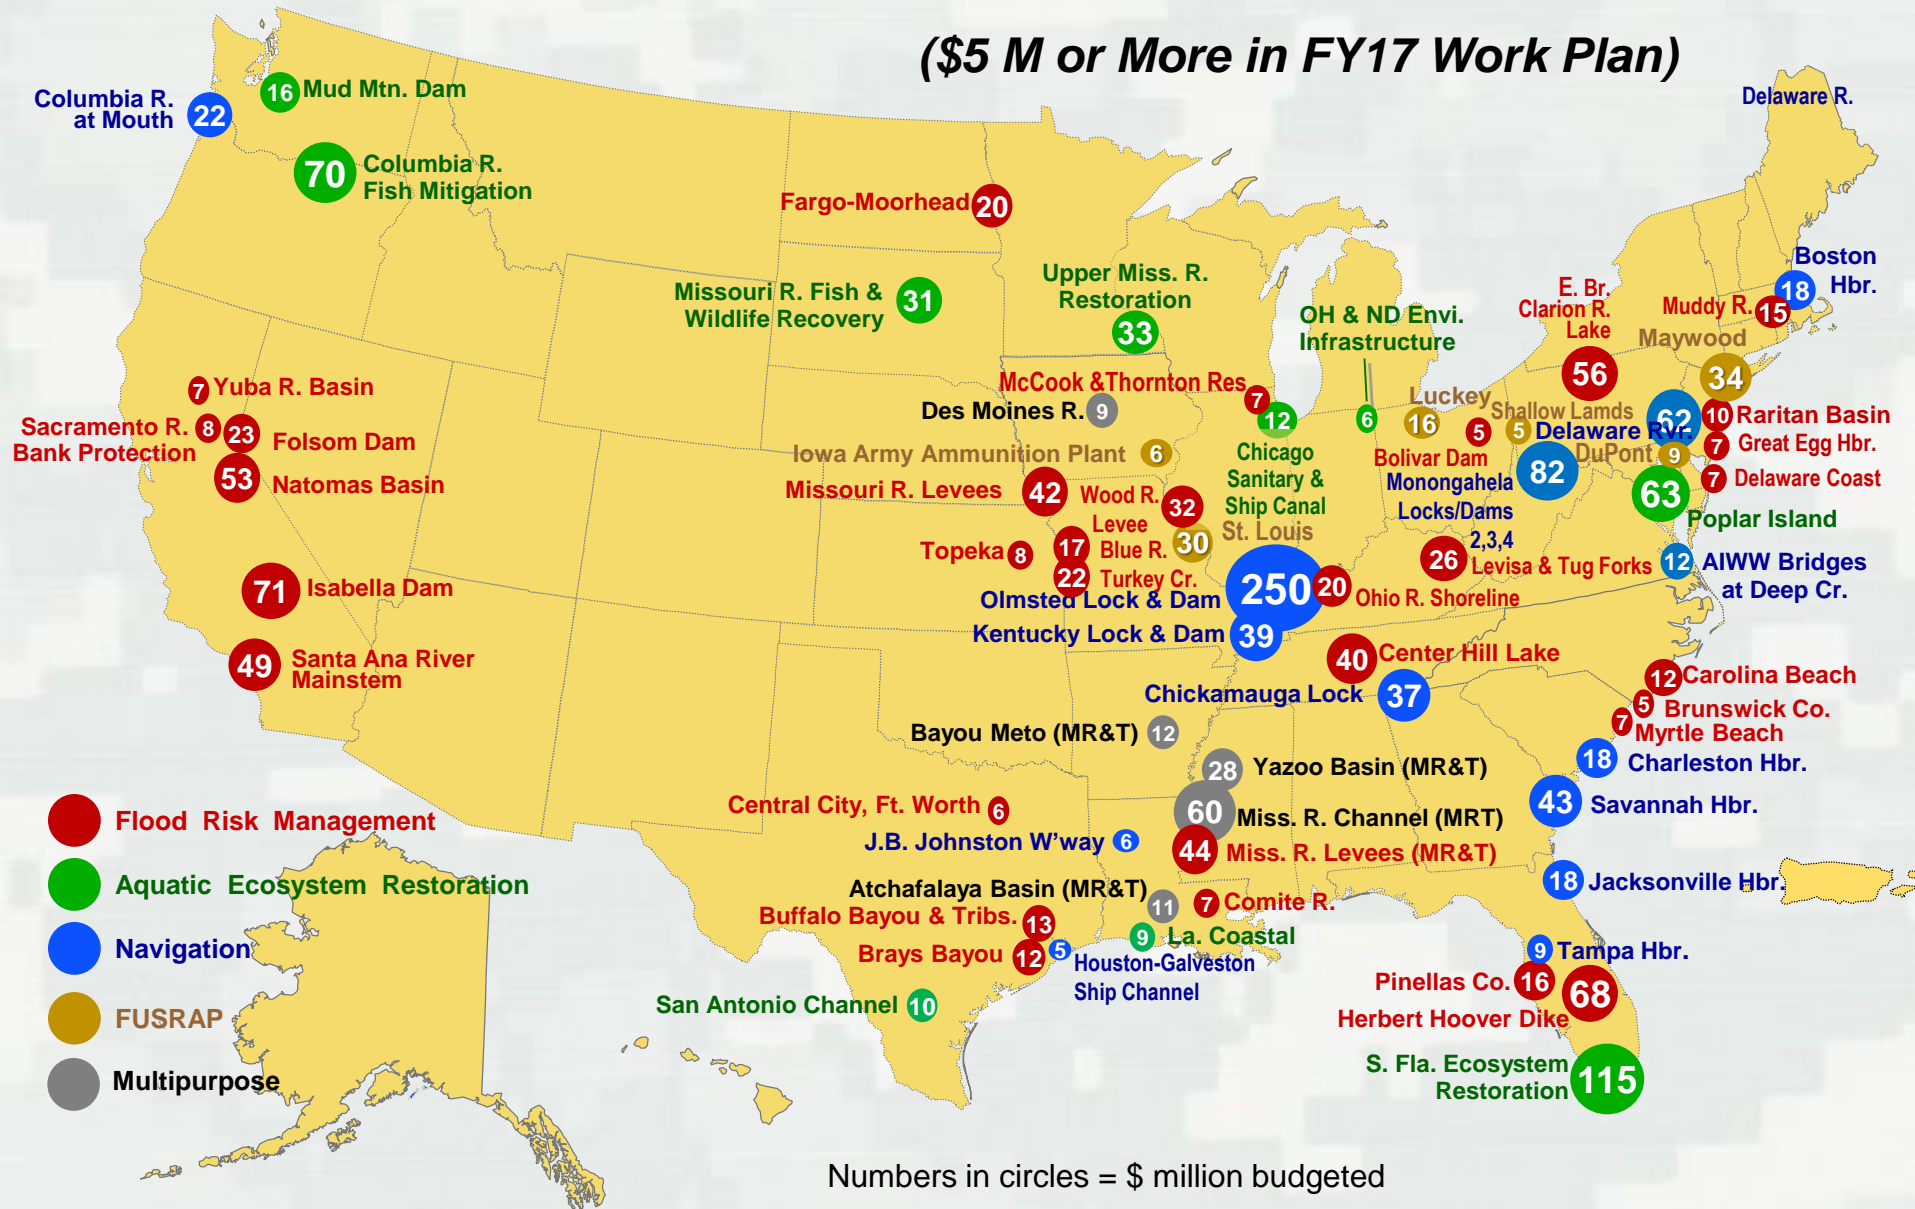 ($5 M or More in FY17 Work Plan)
Delaware R.
Columbia R.
at Mouth
22
16
Mud Mtn. Dam
70
Columbia R.
Fish Mitigation
Fargo-Moorhead
20
Missouri R. Fish &
Wildlife Recovery
31
Upper Miss. R.
Restoration
33
OH & ND Envi.
Infrastructure
6
E. Br.
Clarion R.
Lake
56
Boston
Hbr.
18
Muddy R.
15
Maywood
34
7
Yuba R. Basin
Sacramento R.
Bank Protection
8
23
Folsom Dam
53
Natomas Basin
McCook &Thornton Res.
7
Des Moines R.
9
12
Chicago
Sanitary &
Ship Canal
Luckey
16
5
Bolivar Dam
Shallow Lamds
5
Delaware Rvr.
62
10
Raritan Basin
7
Great Egg Hbr.
DuPont
9
7
Delaware Coast
Iowa Army Ammunition Plant
6
Missouri R. Levees
42
Wood R.
Levee
32
Monongahela
Locks/Dams
2,3,4
82
63
Poplar Island
Topeka
8
17
Blue R.
30
St. Louis
22
Turkey Cr.
26
Levisa & Tug Forks
12
AIWW Bridges
at Deep Cr.
71
Isabella Dam
Olmsted Lock & Dam
250
20
Ohio R. Shoreline
Kentucky Lock & Dam
39
49
Santa Ana River
Mainstem
40
Center Hill Lake
Chickamauga Lock
37
12
Carolina Beach
5
Brunswick Co.
7
Myrtle Beach
Bayou Meto (MR&T)
12
28
Yazoo Basin (MR&T)
18
Charleston Hbr.
Central City, Ft. Worth
6
60
Miss. R. Channel (MRT)
43
Savannah Hbr.
J.B. Johnston W'way
6
44
Miss. R. Levees (MR&T)
Atchafalaya Basin (MR&T)
11
7
Comite R.
18
Jacksonville Hbr.
Buffalo Bayou & Tribs.
13
9
La. Coastal
Brays Bayou
12
5
Houston-Galveston
Ship Channel
9
Tampa Hbr.
Pinellas Co.
16
68
Herbert Hoover Dike
San Antonio Channel
10
S. Fla. Ecosystem
Restoration
115
Flood Risk Management
Aquatic Ecosystem Restoration
Navigation
FUSRAP
Multipurpose
Numbers in circles = $ million budgeted